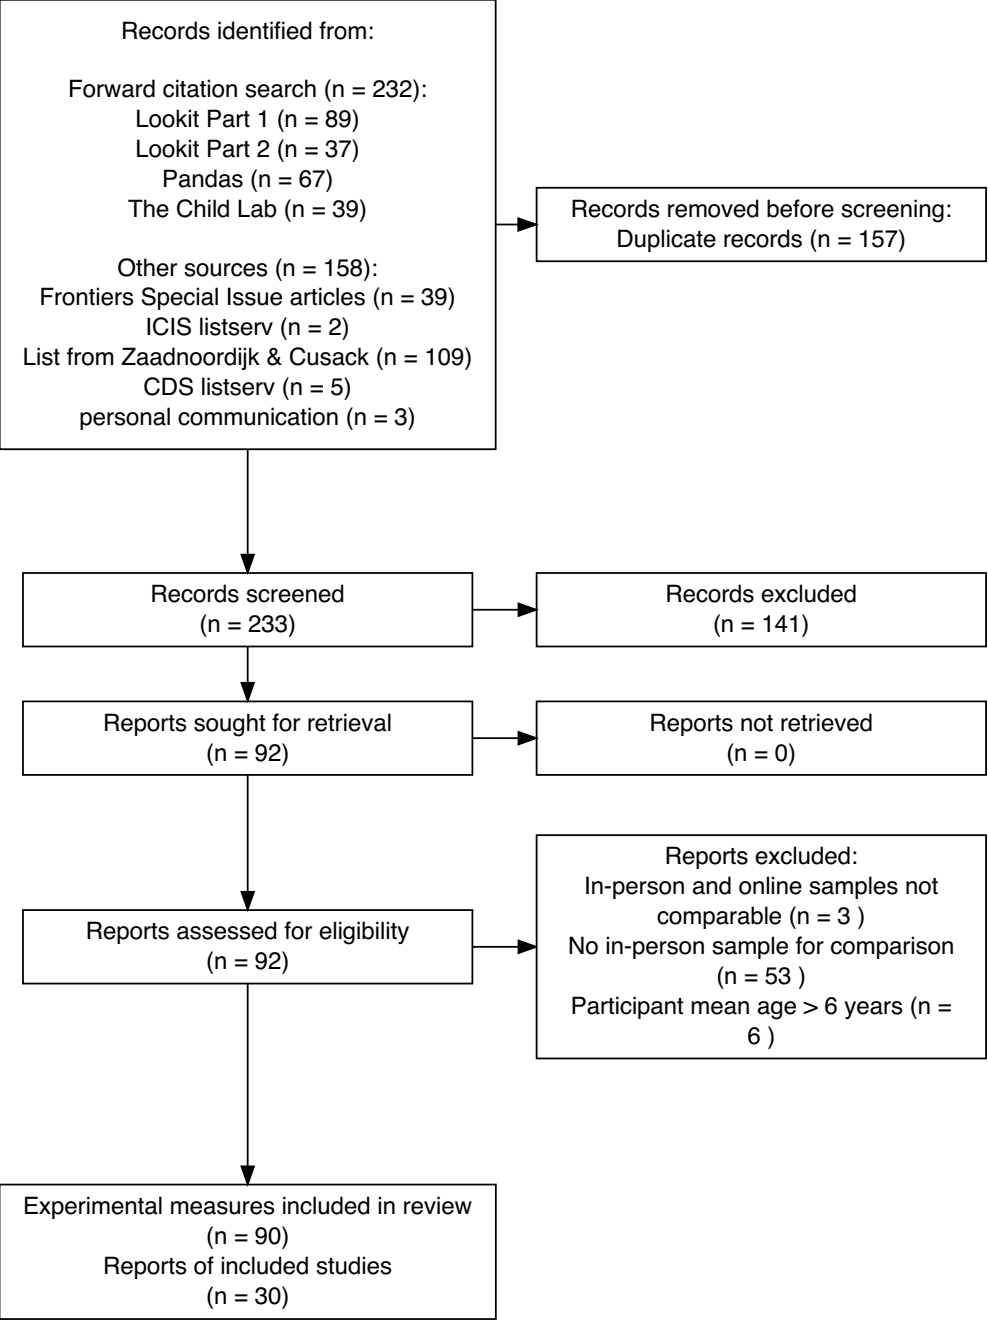 Records identified from:
Forward citation search (n = 232):
Lookit Part 1 (n = 89)
Lookit Part 2 (n = 37)
Pandas (n = 67)
The Child Lab (n = 39)
Other sources (n = 158):
Frontiers Special Issue articles (n = 39)
ICIS listserv (n = 2)
List from Zaadnoordijk & Cusack (n = 109)
CDS listserv (n = 5)
personal communication (n = 3)
Records removed before screening:
Duplicate records (n = 157)
Records screened
(n = 233)
Records excluded
(n = 141)
Reports sought for retrieval
(n = 92)
Reports not retrieved
(n = 0)
Reports assessed for eligibility
(n = 92)
Reports excluded:
In-person and online samples not
comparable (n = 3 )
No in-person sample for comparison
(n = 53 )
Participant mean age > 6 years (n =
6 )
Experimental measures included in review
(n = 90)
Reports of included studies
(n = 30)